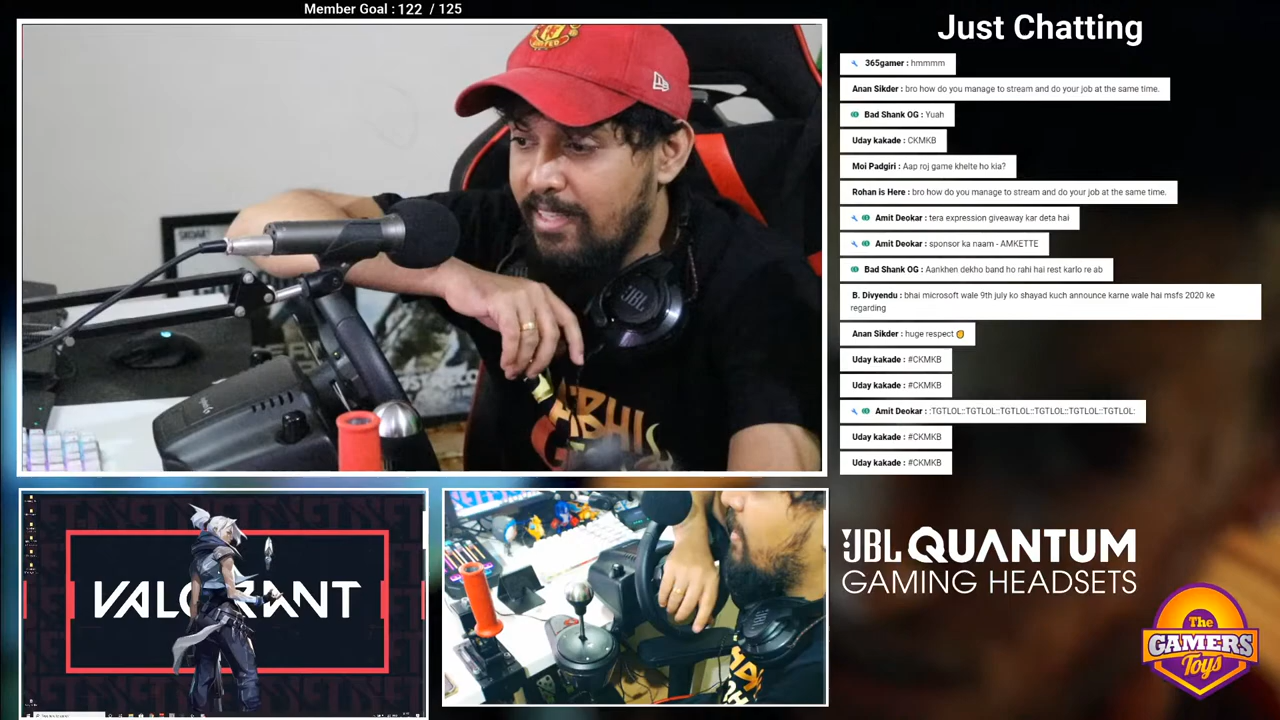 Member Goal : 122 / 125
Just Chatting
365gamer : hmmmm
Anan Sikder : bro how do you manage to stream and do your job at the same time.
Bad Shank OG : Yuah
Uday kakade : CKMKB
Moi Padgiri : Aap roj game khelte ho kia?
Rohan is Here : bro how do you manage to stream and do your job at the same time.
Amit Deokar : tera expression giveaway kar deta hai
Amit Deokar : sponsor ka naam - AMKETTE
Bad Shank OG : Aankhen dekho band ho rahi hai rest karlo re ab
B. Divyendu : bhai microsoft wale 9th july ko shayad kuch announce karne wale hai msfs 2020 ke
regarding
Anan Sikder : huge respect
Uday kakade : #CKMKB
Uday kakade : #CKMKB
Amit Deokar : :TGTLOL::TGTLOL::TGTLOL::TGTLOL::TGTLOL::TGTLOL:
Uday kakade : #CKMKB
Uday kakade : #CKMKB
JBL
VALORANT
JBL QUANTUM
GAMING HEADSETS
The
GAMERS
Toys